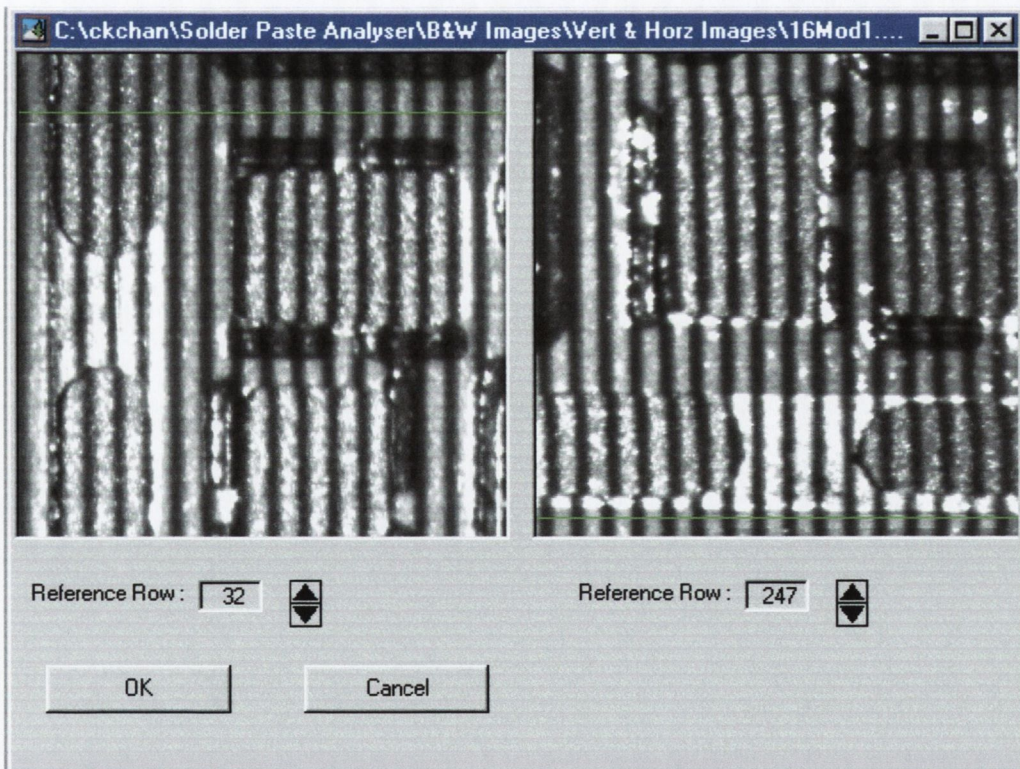 C:\ckchan\Solder Paste Analyser\B&W Images\Vert & Horz Images\16Mod1....
Reference Row : 32
Reference Row : 247
OK
Cancel